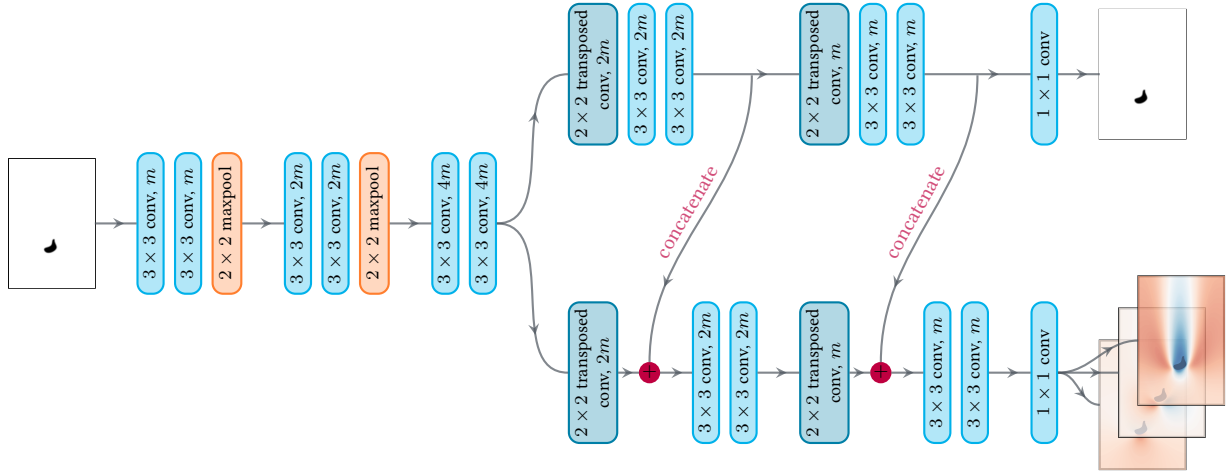 3 × 3 conv, m
3 × 3 conv, m
2 × 2 maxpool
3 × 3 conv, 2m
3 × 3 conv, 2m
2 × 2 maxpool
3 × 3 conv, 4m
3 × 3 conv, 4m
2 × 2 transposed
conv, 2m
3 × 3 conv, 2m
3 × 3 conv, 2m
2 × 2 transposed
conv, m
3 × 3 conv, m
3 × 3 conv, m
1 × 1 conv
concatenate
concatenate
2 × 2 transposed
conv, 2m
+
3 × 3 conv, 2m
3 × 3 conv, 2m
2 × 2 transposed
conv, m
+
3 × 3 conv, m
3 × 3 conv, m
1 × 1 conv